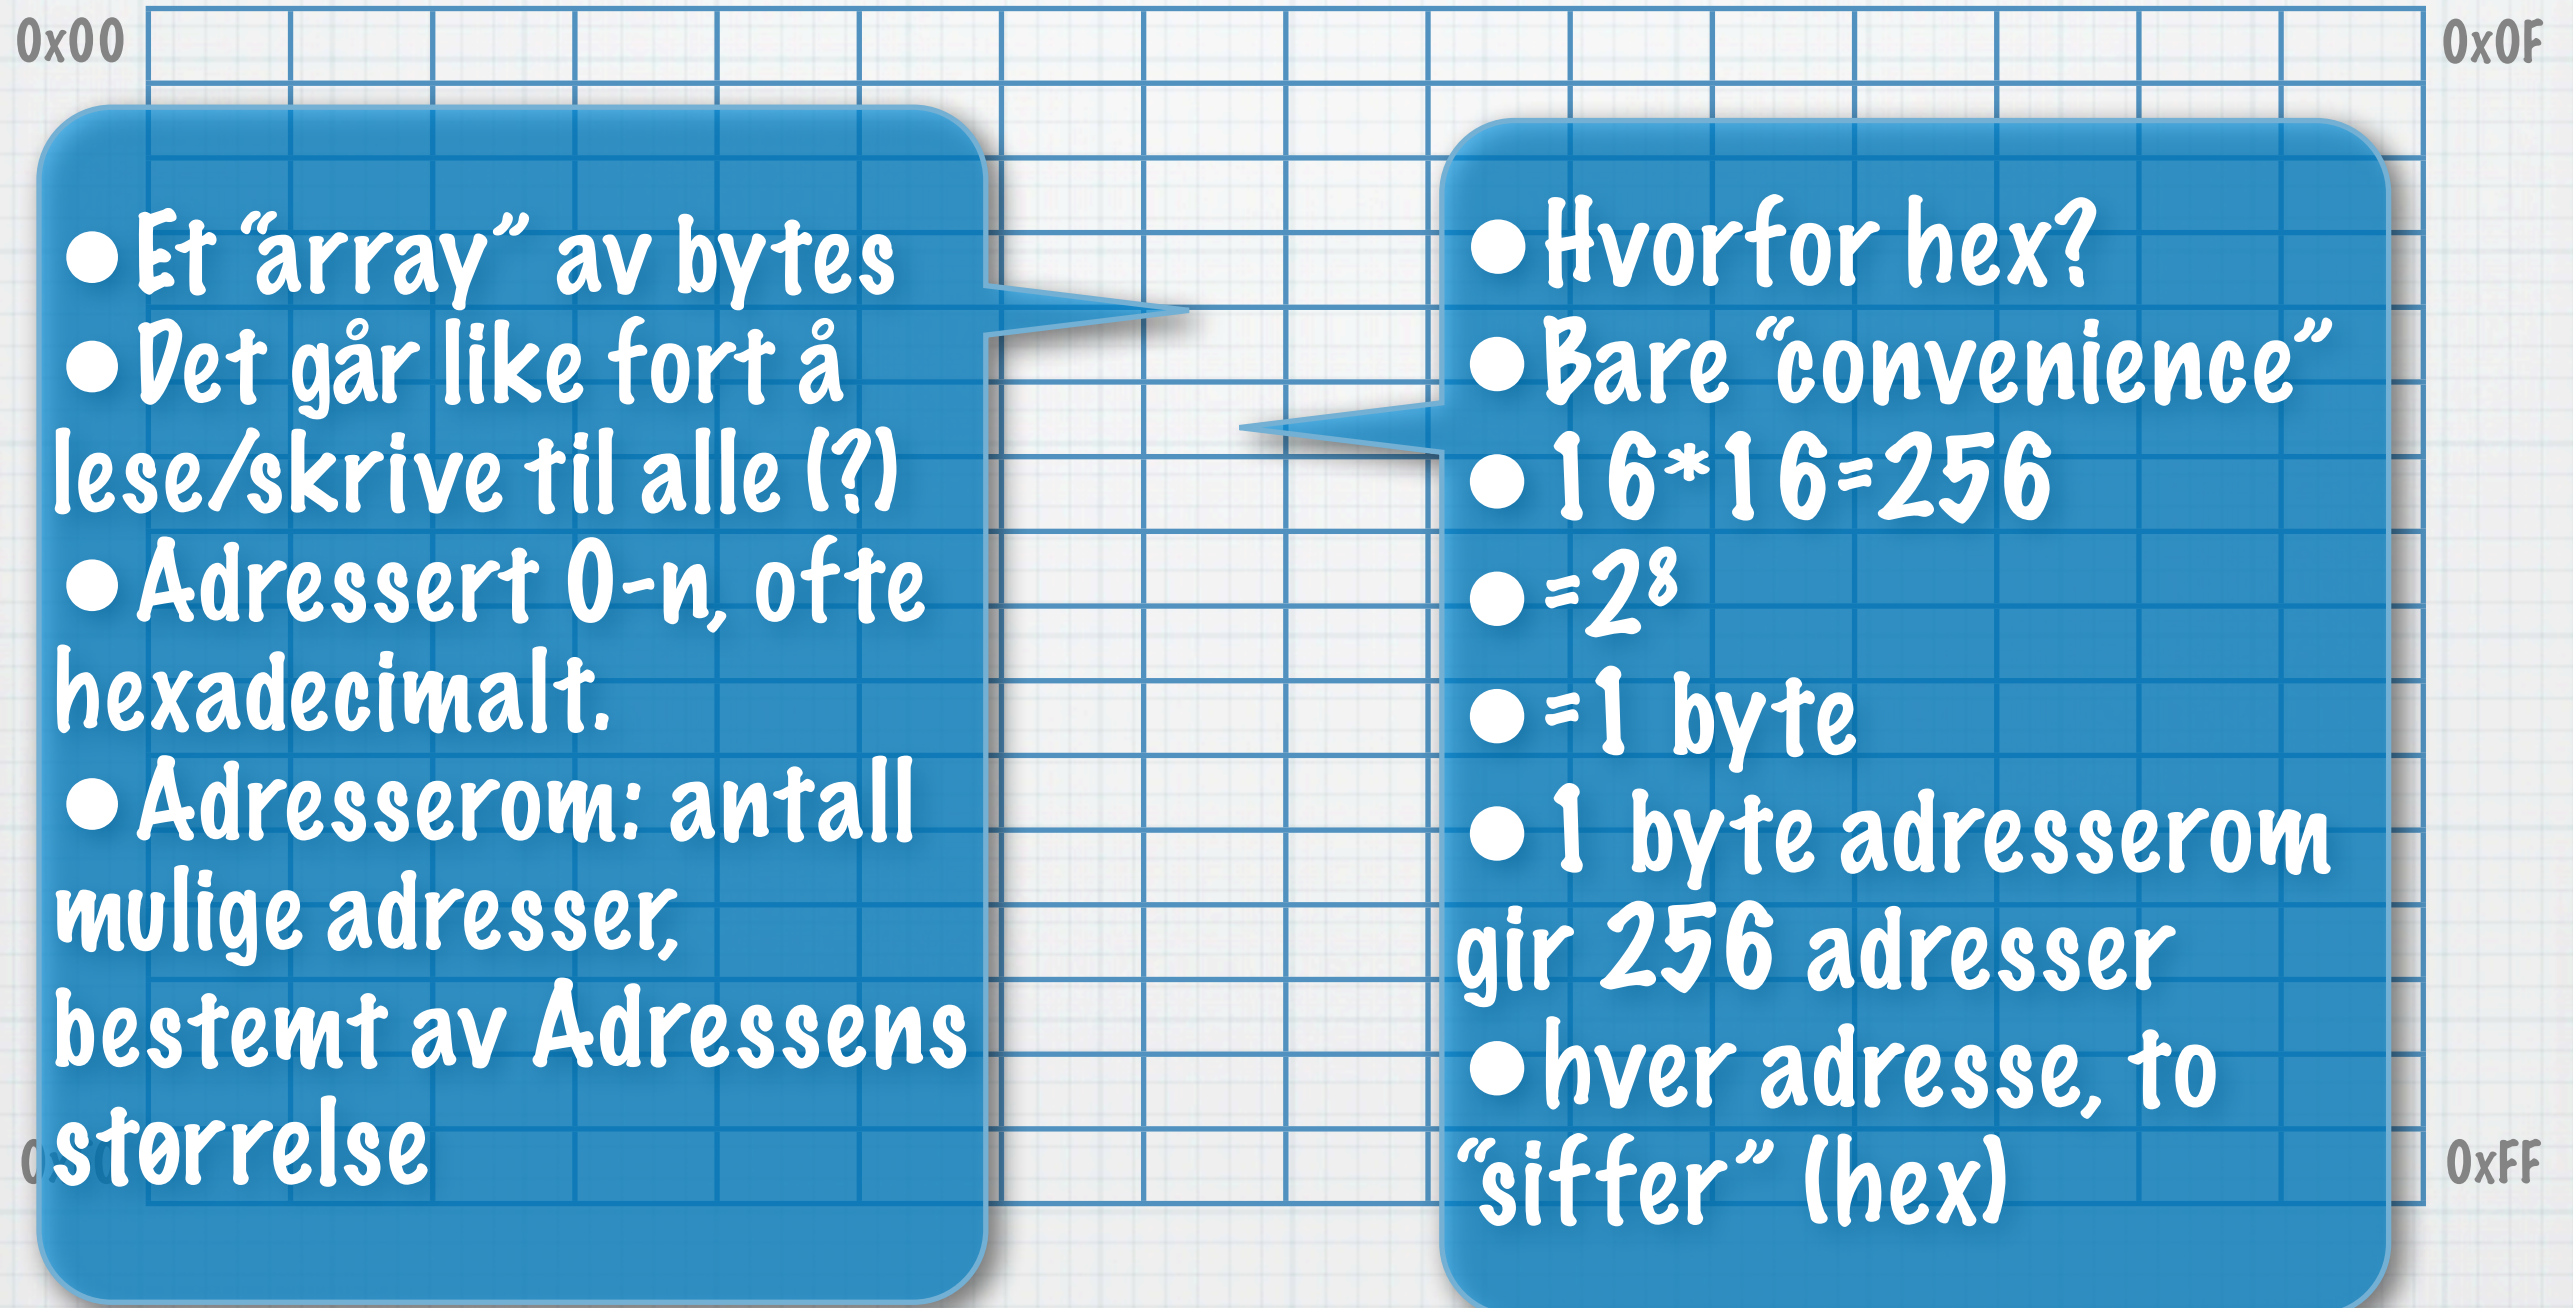 0x00
0x0F
● Et “array” av bytes
● Det går like fort å
lese/skrive til alle (?)
● Adressert 0-n, ofte
hexadecimalt.
● Adresserom: antall
mulige adresser,
bestemt av Adressens
størrelse
● Hvorfor hex?
● Bare “convenience”
● 16*16=256
● =2⁸
● =1 byte
● 1 byte adresserom
gir 256 adresser
● hver adresse, to
“siffer” (hex)
0xFF